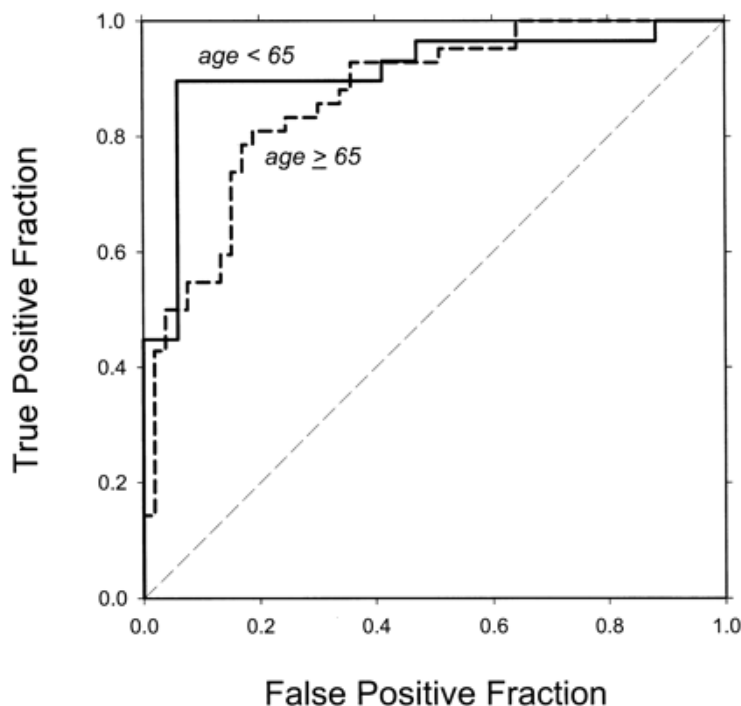 1.0
age < 65
0.8
age ≥ 65
0.6
0.4
0.2
0.0
0.0 0.2 0.4 0.6 0.8 1.0
True Positive Fraction
False Positive Fraction